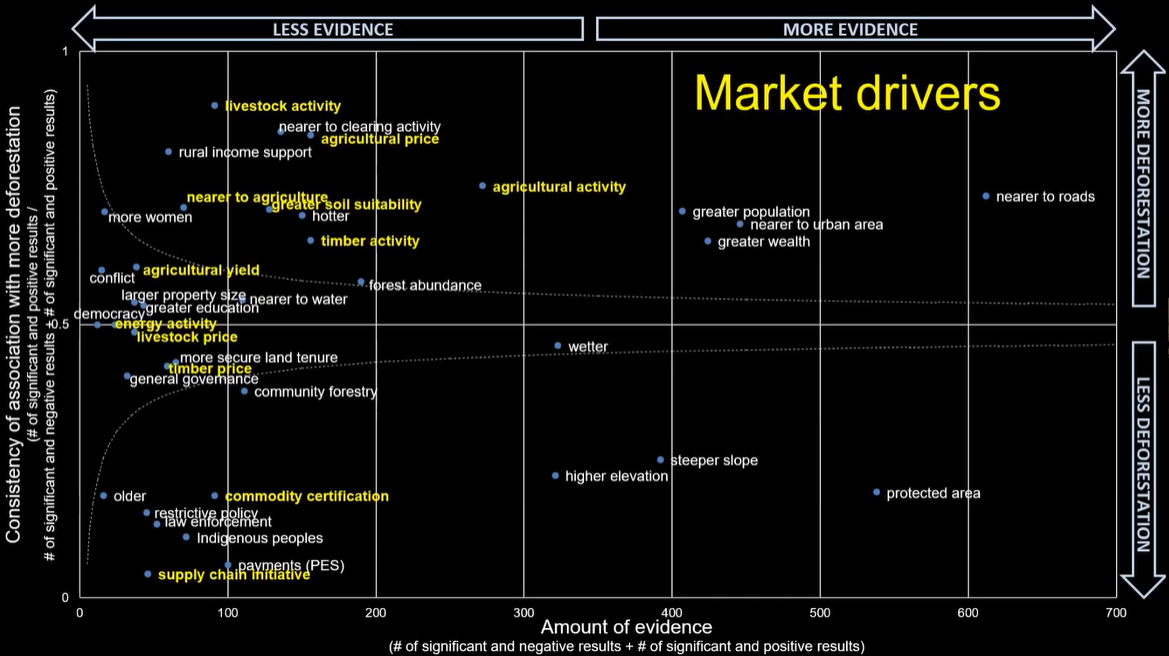 LESS EVIDENCE
MORE EVIDENCE
Market drivers
MORE DEFORESTATION
LESS DEFORESTATION
Consistency of association with more deforestation
(# of significant and positive results /
# of significant and negative results + # of significant and positive results)
1
0.5
0
livestock activity
nearer to clearing activity
agricultural price
rural income support
agricultural activity
nearer to agriculture
greater soil suitability
nearer to roads
more women
hotter
greater population
nearer to urban area
timber activity
greater wealth
agricultural yield
conflict
forest abundance
larger property size
nearer to water
greater education
democracy
energy activity
livestock price
wetter
more secure land tenure
timber price
general governance
community forestry
steeper slope
higher elevation
protected area
older
commodity certification
restrictive policy
law enforcement
Indigenous peoples
payments (PES)
supply chain initiative
0 100 200 300 400 500 600 700
Amount of evidence
(# of significant and negative results + # of significant and positive results)